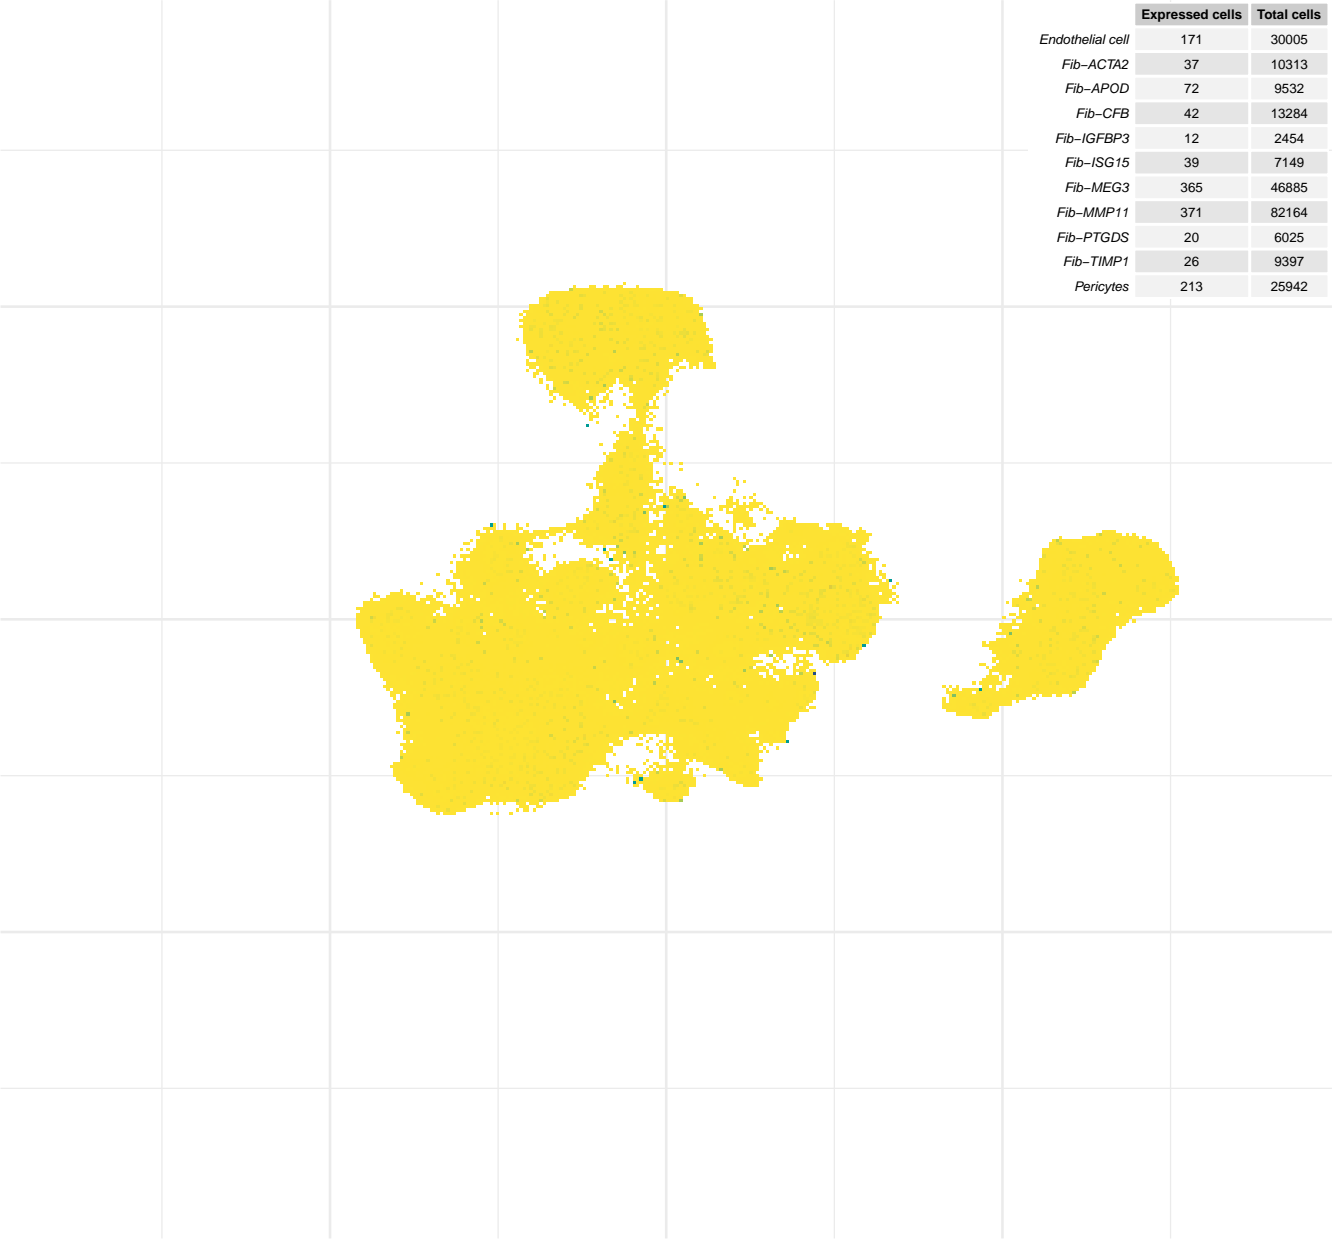 Expressed cells Total cells
Endothelial cell 171 30005
Fib−ACTA2 37 10313
Fib−APOD 72 9532
Fib−CFB 42 13284
Fib−IGFBP3 12 2454
Fib−ISG15 39 7149
Fib−MEG3 365 46885
Fib−MMP11 371 82164
Fib−PTGDS 20 6025
Fib−TIMP1 26 9397
Pericytes 213 25942